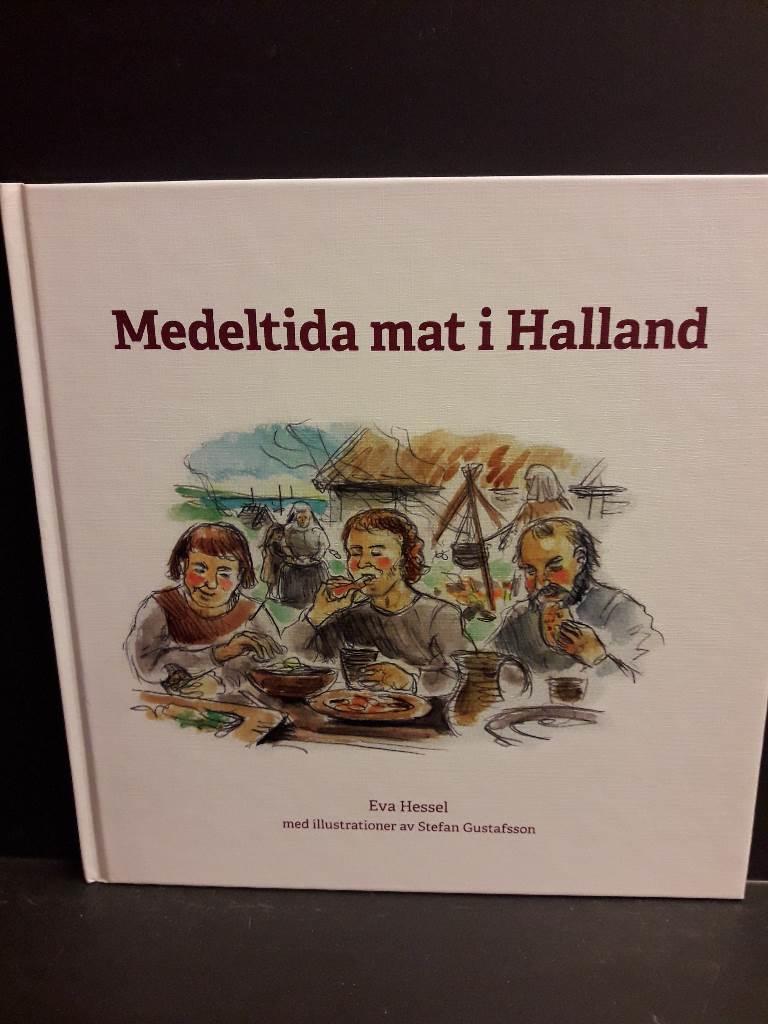 Medeltida mat i Halland
Eva Hessel
med illustrationer av Stefan Gustafsson